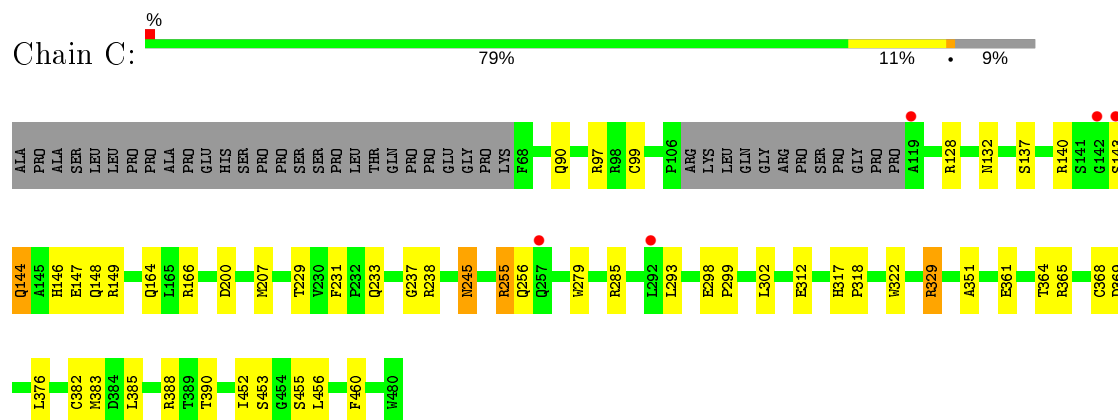 %
Chain C:
79% 11% • 9%
ALA PRO ALA SER LEU LEU PRO PRO ALA PRO GLU HIS SER PRO PRO SER SER PRO LEU THR GLN PRO PRO GLU GLY PRO LYS F68 Q90 R97 R98 C99 P106 ARG LYS LEU GLN GLY ARG PRO SER PRO GLY PRO PRO A119 R128 N132 S137 R140 S141 G142 S143
Q144 A145 H146 E147 Q148 R149 Q164 L165 R166 D200 M207 T229 V230 F231 P232 Q233 G237 R238 N245 R255 Q256 Q257 W279 R285 L292 L293 E298 P299 L302 E312 H317 P318 W322 R329 A351 E361 T364 R365 C368 D369
L376 C382 M383 D384 L385 R388 T389 T390 I452 S453 G454 S455 L456 F460 W480